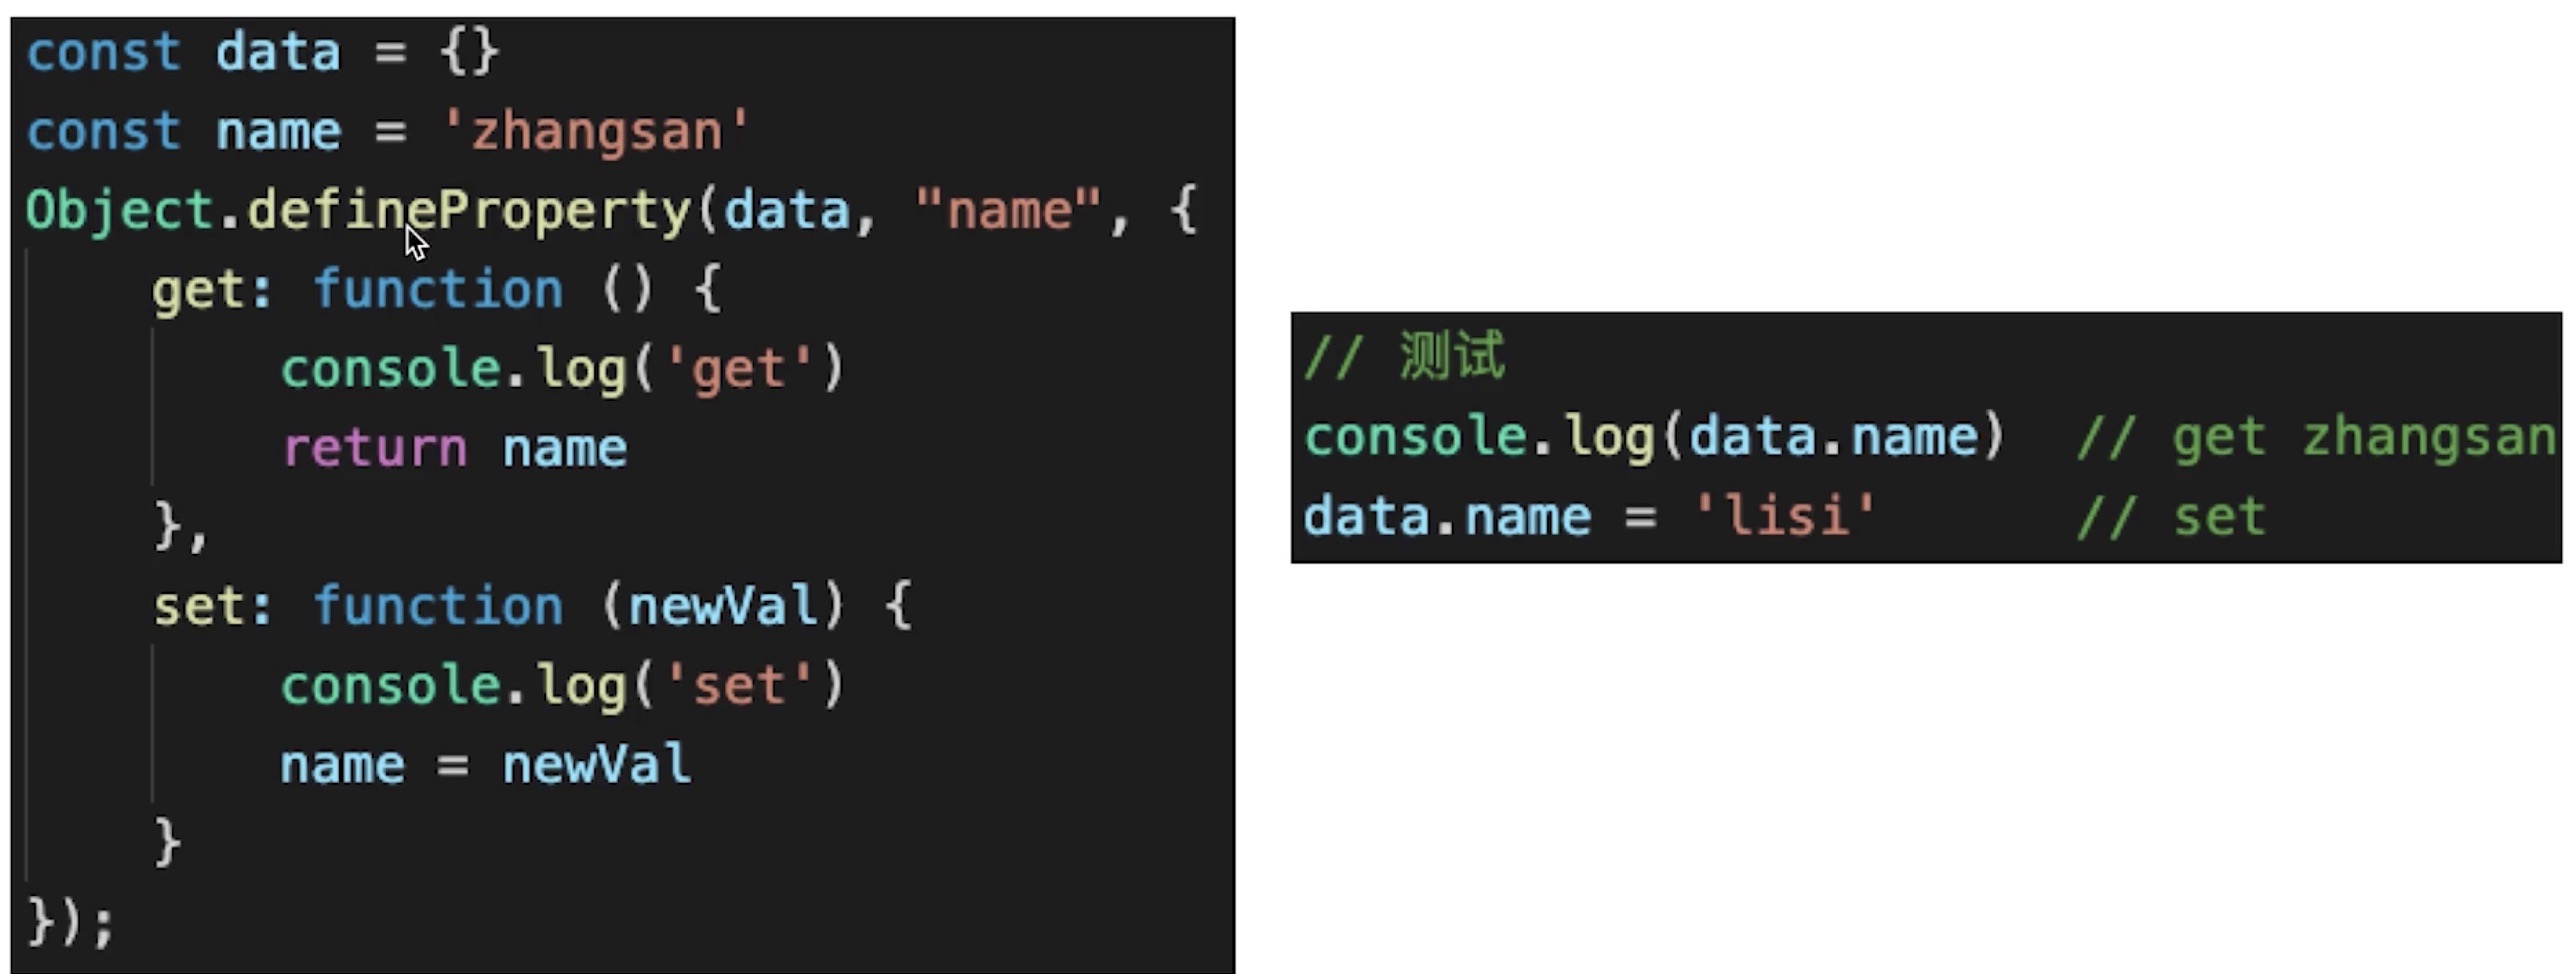 const data = {}
const name = 'zhangsan'
Object.defineProperty(data, "name", {
    get: function () {
        console.log('get')
        return name
    },
    set: function (newVal) {
        console.log('set')
        name = newVal
    }
});
// 测试
console.log(data.name)  // get zhangsan
data.name = 'lisi'      // set